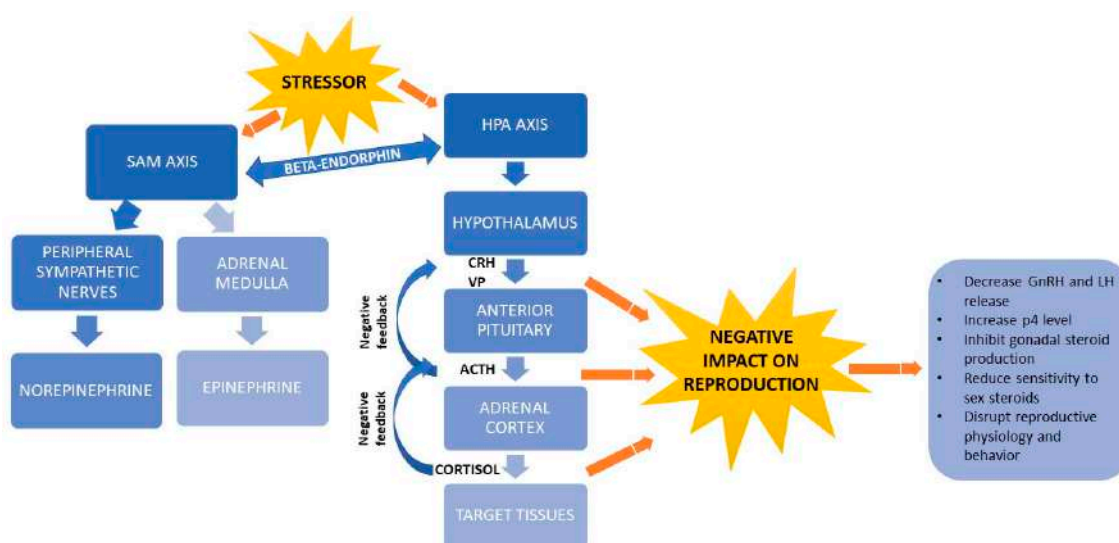 STRESSOR
HPA AXIS
SAM AXIS
BETA-ENDORPHIN
HYPOTHALAMUS
PERIPHERAL
SYMPATHETIC
NERVES
ADRENAL
MEDULLA
NOREPINEPHRINE
EPINEPHRINE
CRH
VP
Negative
feedback
ANTERIOR
PITUITARY
ACTH
Negative
feedback
ADRENAL
CORTEX
CORTISOL
TARGET TISSUES
NEGATIVE
IMPACT ON
REPRODUCTION
• Decrease GnRH and LH
release
• Increase p4 level
• Inhibit gonadal steroid
production
• Reduce sensitivity to
sex steroids
• Disrupt reproductive
physiology and
behavior